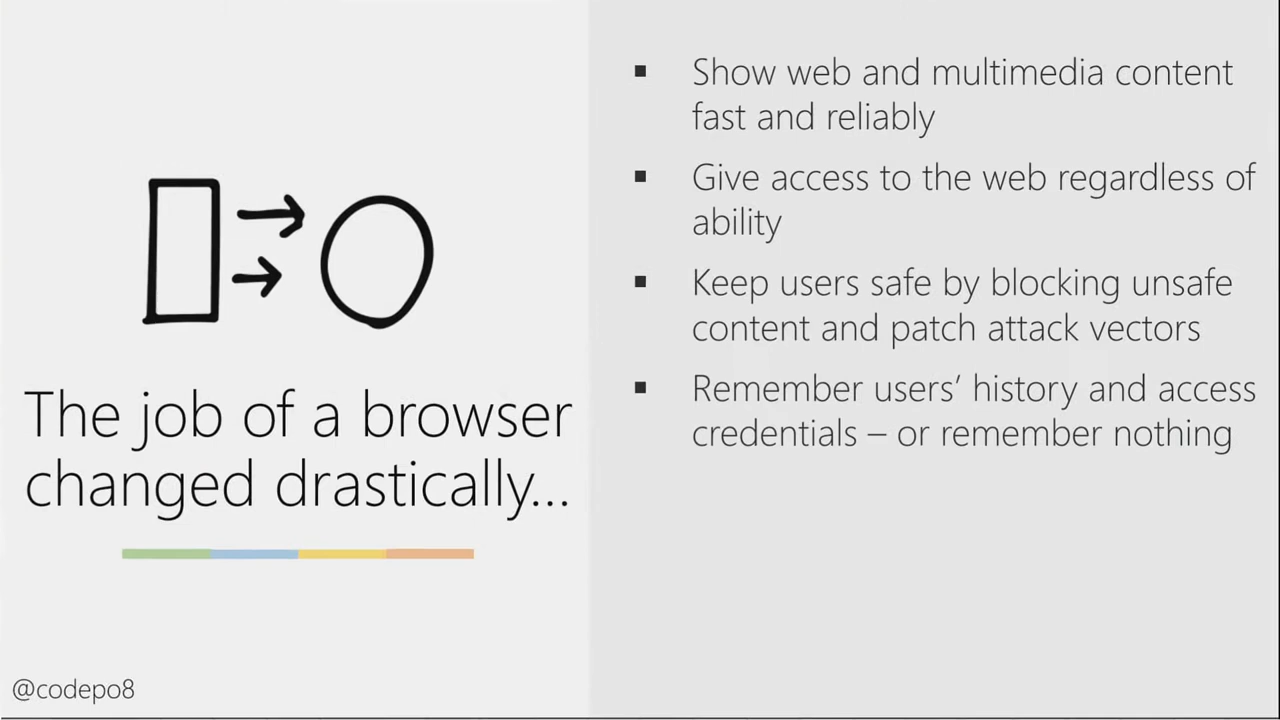 The job of a browser
changed drastically...
@codepo8
▪ Show web and multimedia content
fast and reliably
▪ Give access to the web regardless of
ability
▪ Keep users safe by blocking unsafe
content and patch attack vectors
▪ Remember users’ history and access
credentials – or remember nothing